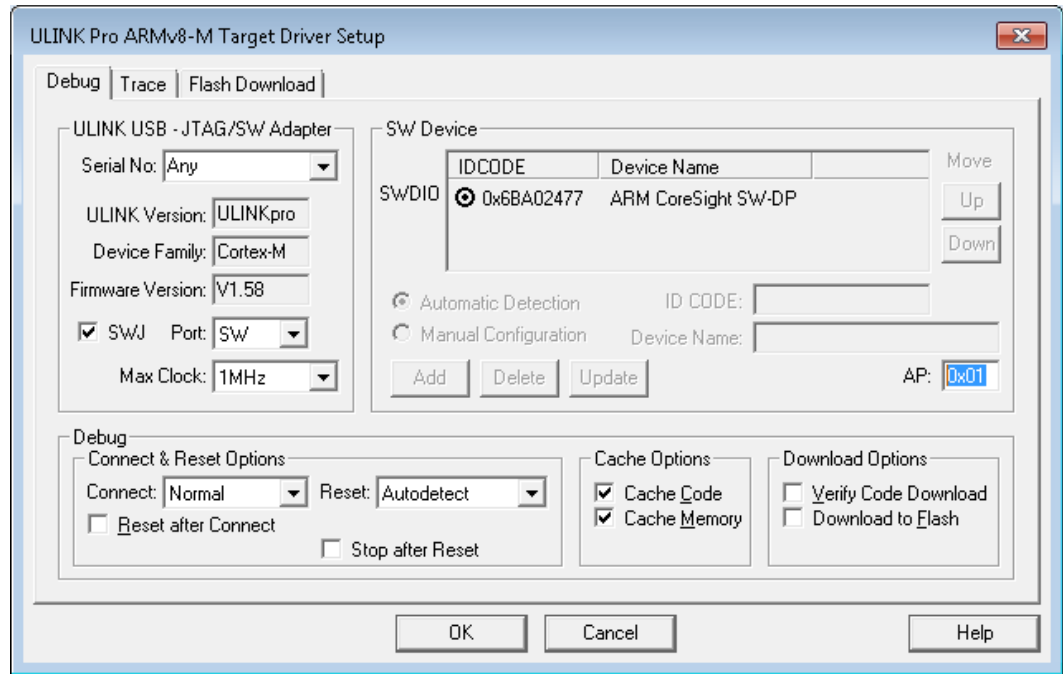 ULINK Pro ARMv8-M Target Driver Setup
Debug Trace Flash Download
ULINK USB - JTAG/SW Adapter
Serial No: Any
ULINK Version: ULINKpro
Device Family: Cortex-M
Firmware Version: V1.58
SWJ Port: SW
Max Clock: 1MHz
SW Device
IDCODE Device Name
SWDIO 0x6BA02477 ARM CoreSight SW-DP
Move
Up
Down
Automatic Detection ID CODE:
Manual Configuration Device Name:
Add Delete Update AP: 0x01
Debug
Connect & Reset Options
Connect: Normal Reset: Autodetect
Reset after Connect
Stop after Reset
Cache Options
Cache Code
Cache Memory
Download Options
Verify Code Download
Download to Flash
OK Cancel Help